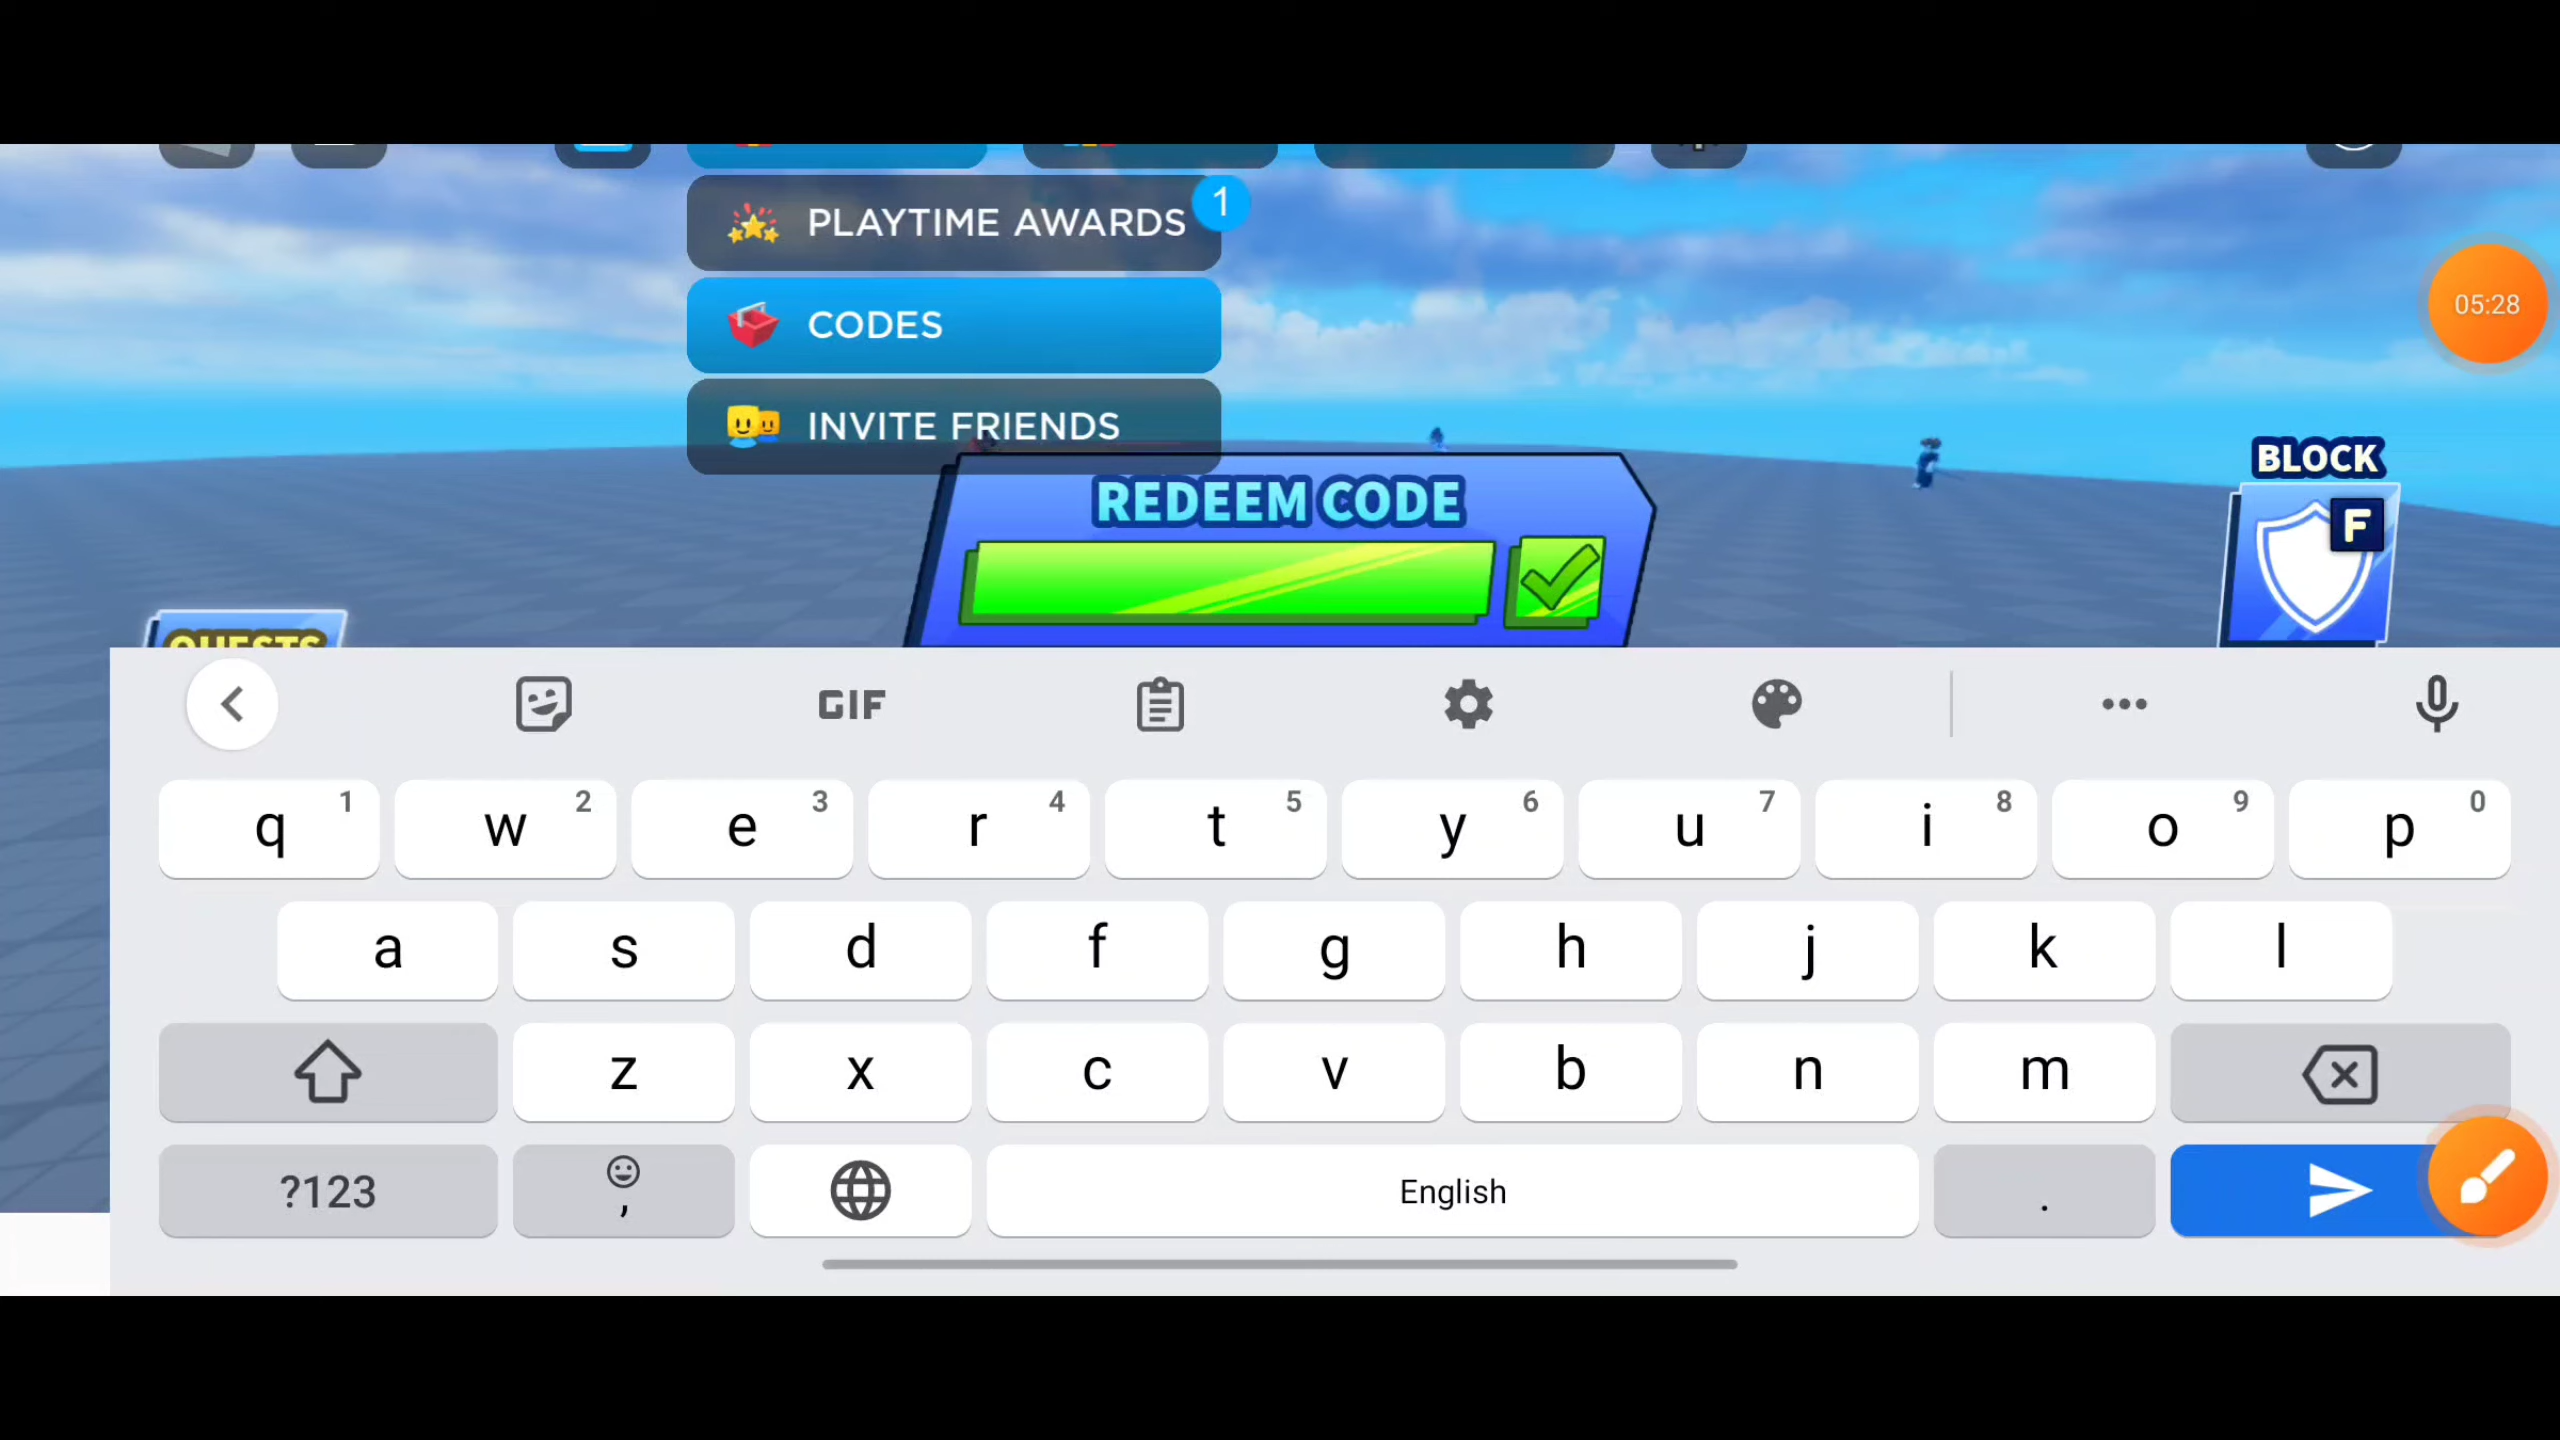 PLAYTIME AWARDS 1
CODES
INVITE FRIENDS
05:28
BLOCK
F
REDEEM CODE
QUESTS
GIF
q 1 w 2 e 3 r 4 t 5 y 6 u 7 i 8 o 9 p 0
a s d f g h j k l
z x c v b n m
?123 , English .